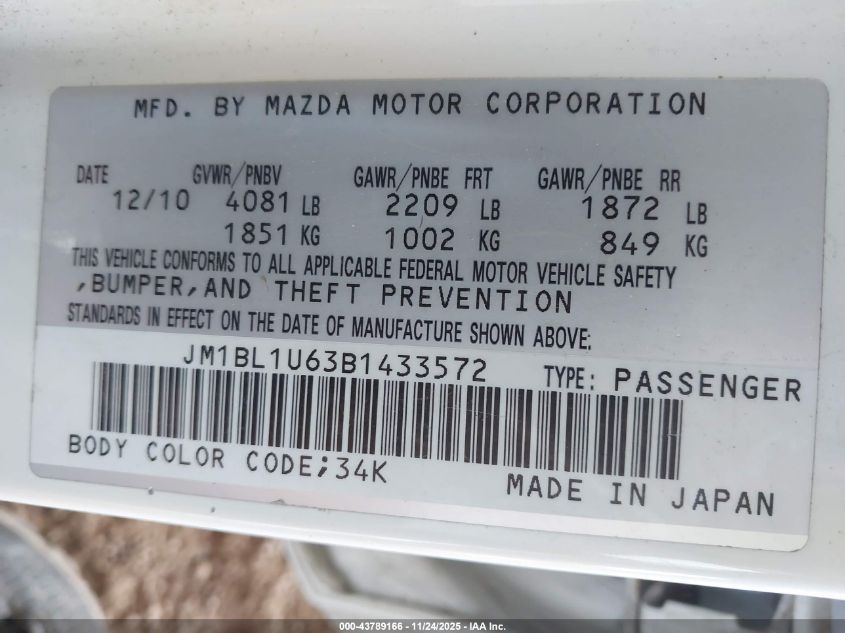 MFD. BY MAZDA MOTOR CORPORATION
DATE GVWR/PNBV GAWR/PNBE FRT GAWR/PNBE RR
12/10 4081 LB 2209 LB 1872 LB
1851 KG 1002 KG 849 KG
THIS VEHICLE CONFORMS TO ALL APPLICABLE FEDERAL MOTOR VEHICLE SAFETY
,BUMPER,AND THEFT PREVENTION
STANDARDS IN EFFECT ON THE DATE OF MANUFACTURE SHOWN ABOVE:
JM1BL1U63B1433572 TYPE: PASSENGER
BODY COLOR CODE;34K MADE IN JAPAN
000-43789166 - 11/24/2025 - IAA Inc.